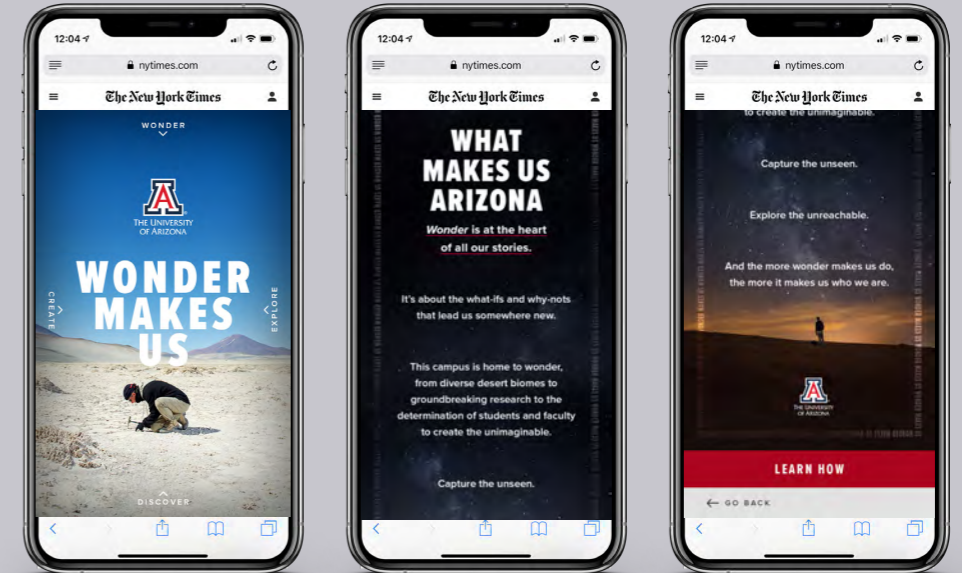 12:04
nytimes.com
The New York Times
WONDER
THE UNIVERSITY
OF ARIZONA
WONDER
MAKES
US
CREATE
EXPLORE
DISCOVER
12:04
nytimes.com
The New York Times
WHAT
MAKES US
ARIZONA
Wonder is at the heart
of all our stories.
It's about the what-ifs and why-nots
that lead us somewhere new.
This campus is home to wonder,
from diverse desert biomes to
groundbreaking research to the
determination of students and faculty
to create the unimaginable.
Capture the unseen.
12:04
nytimes.com
The New York Times
to create the unimaginable.
Capture the unseen.
Explore the unreachable.
And the more wonder makes us do,
the more it makes us who we are.
A
THE UNIVERSITY
OF ARIZONA
LEARN HOW
GO BACK